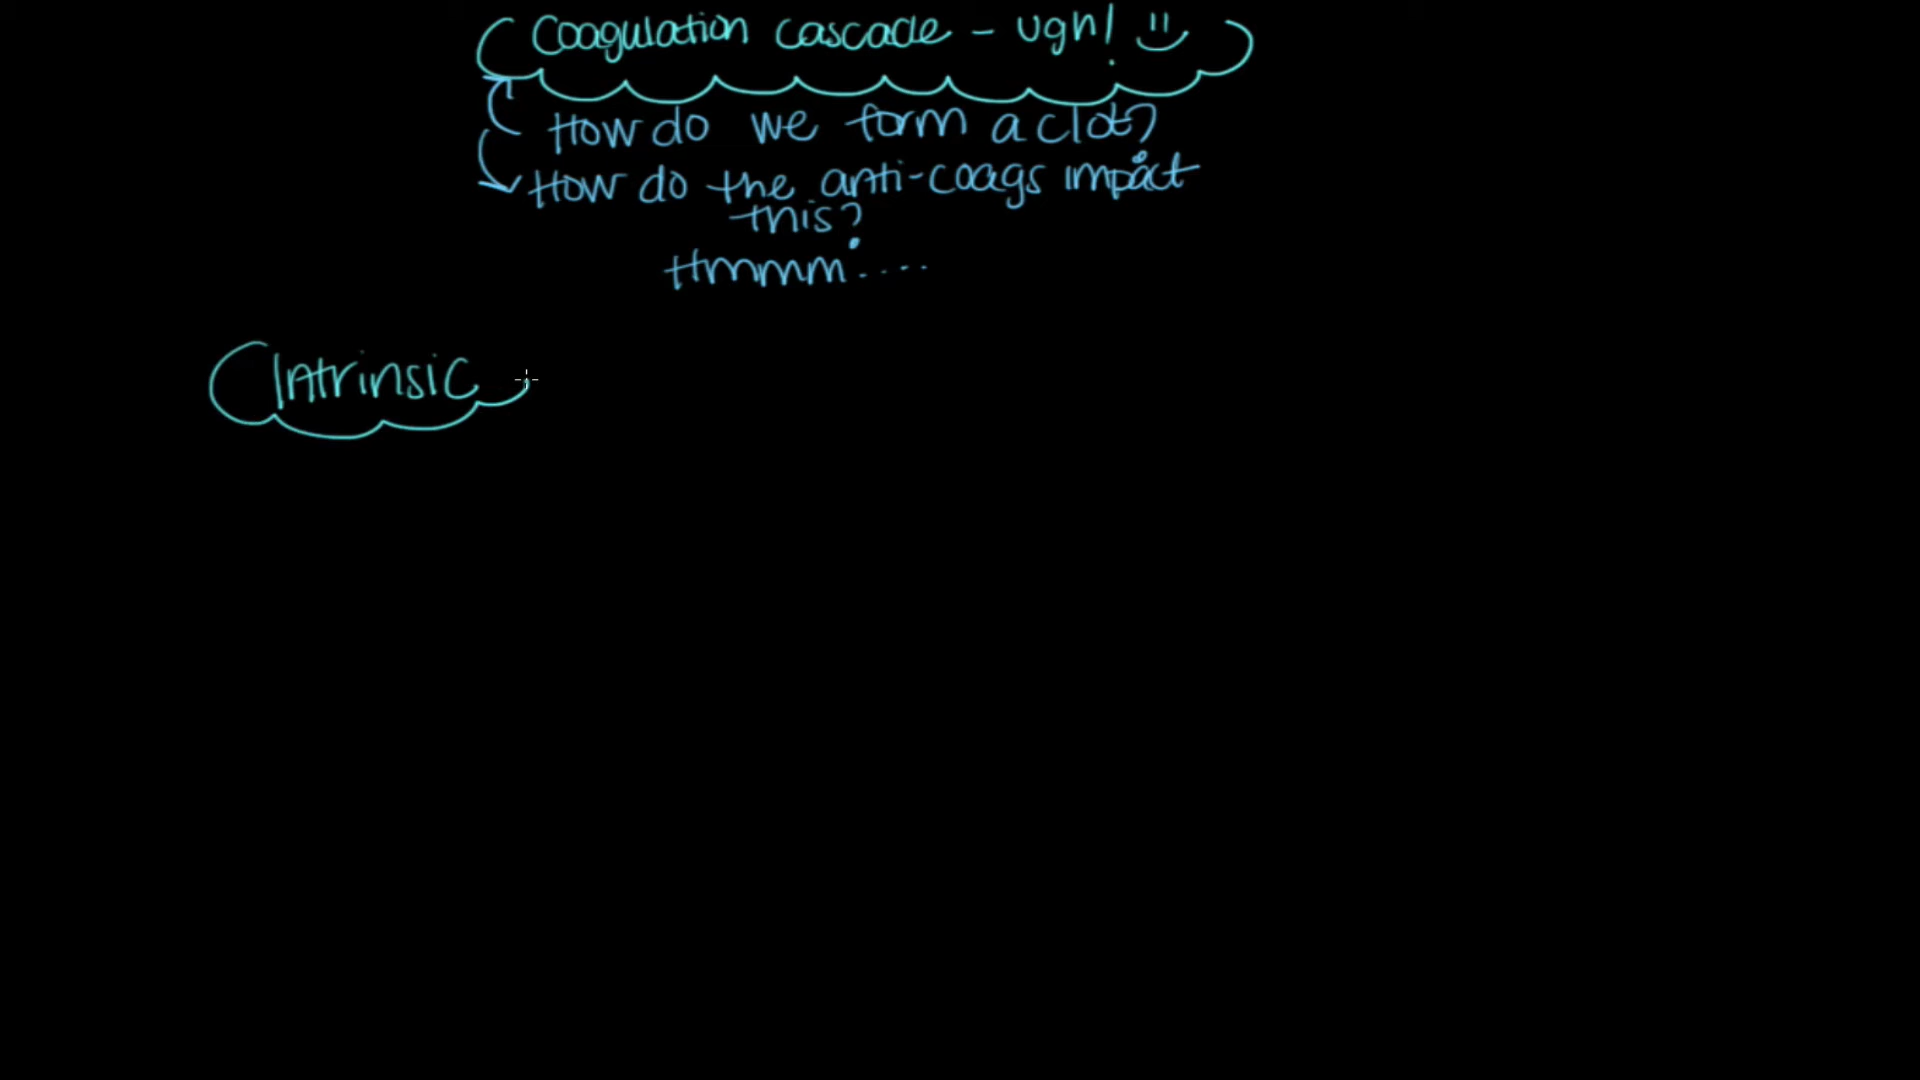 Coagulation cascade - ugh! :)
How do we form a clot?
How do the anti-coags impact
this?
Hmmm....
Intrinsic